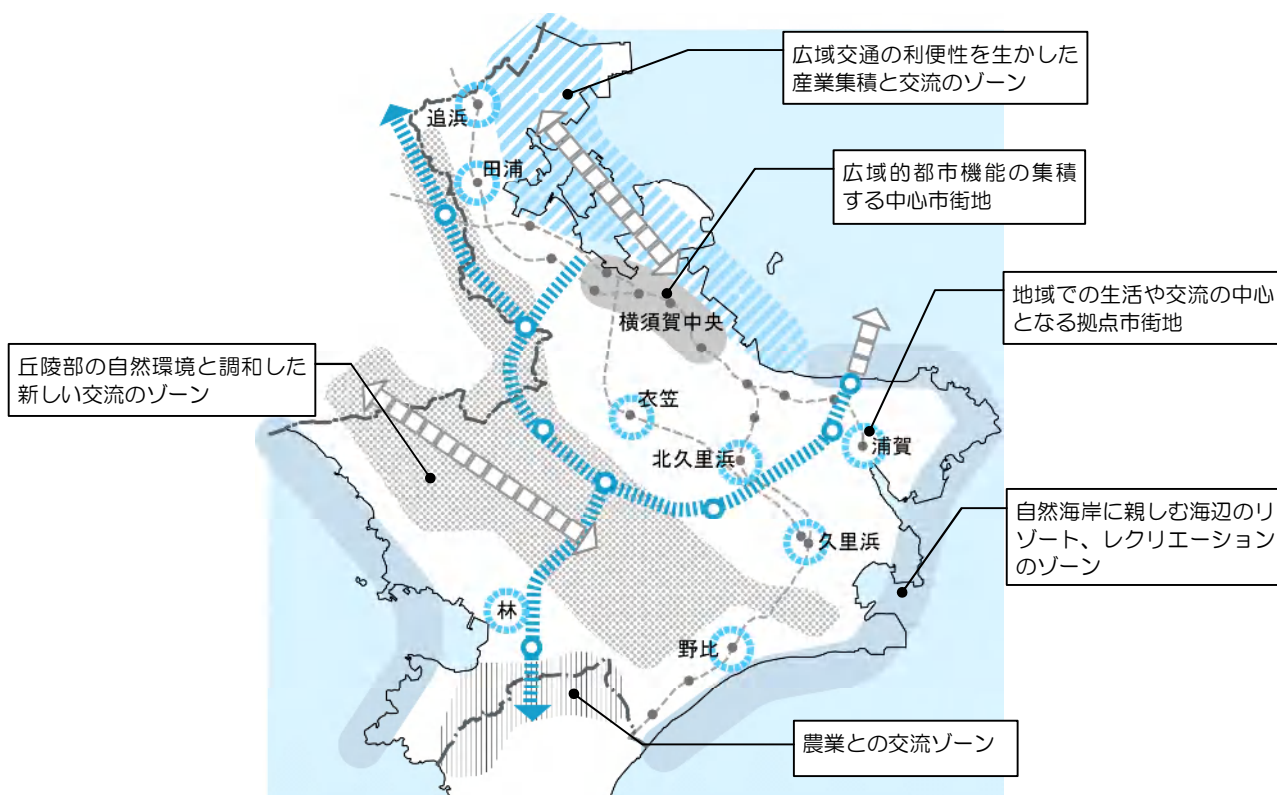 広域交通の利便性を生かした
産業集積と交流のゾーン
追浜
田浦
広域的都市機能の集積
する中心市街地
地域での生活や交流の中心
となる拠点市街地
横須賀中央
丘陵部の自然環境と調和した
新しい交流のゾーン
衣笠
北久里浜
浦賀
自然海岸に親しむ海辺のリ
ゾート、レクリエーション
のゾーン
久里浜
林
野比
農業との交流ゾーン